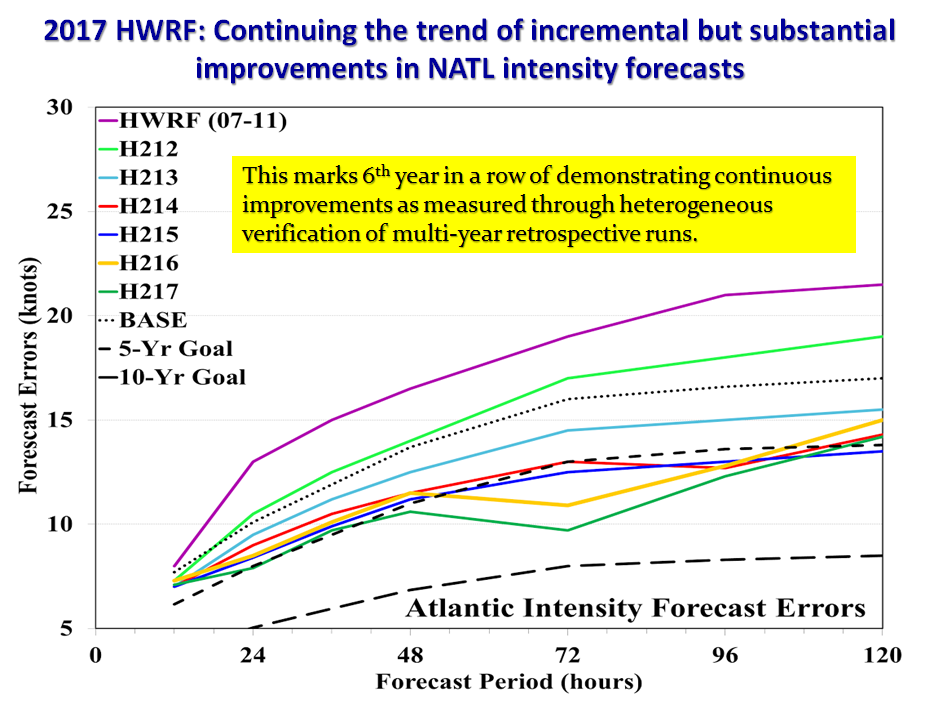 2017 HWRF: Continuing the trend of incremental but substantial
improvements in NATL intensity forecasts
30
HWRF (07-11)
H212
H213
H214
H215
H216
H217
BASE
5-Yr Goal
10-Yr Goal
This marks 6th year in a row of demonstrating continuous
improvements as measured through heterogeneous
verification of multi-year retrospective runs.
25
20
15
10
5
Forescast Errors (knots)
Atlantic Intensity Forecast Errors
0 24 48 72 96 120
Forecast Period (hours)